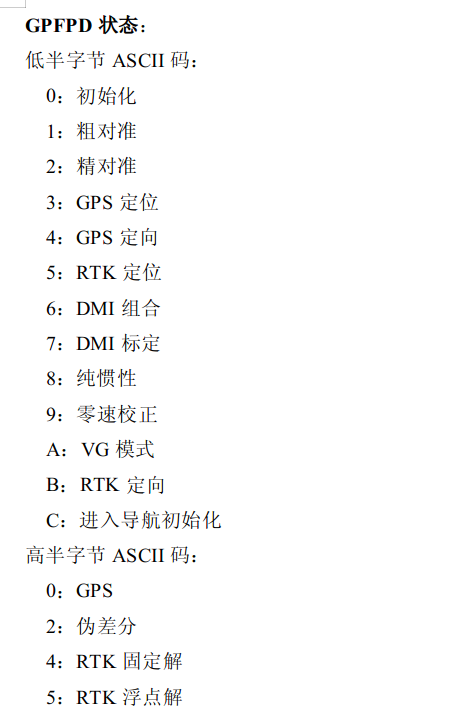 GPFPD 状态：
低半字节 ASCII 码：
0：初始化
1：粗对准
2：精对准
3：GPS 定位
4：GPS 定向
5：RTK 定位
6：DMI 组合
7：DMI 标定
8：纯惯性
9：零速校正
A：VG 模式
B：RTK 定向
C：进入导航初始化
高半字节 ASCII 码：
0：GPS
2：伪差分
4：RTK 固定解
5：RTK 浮点解